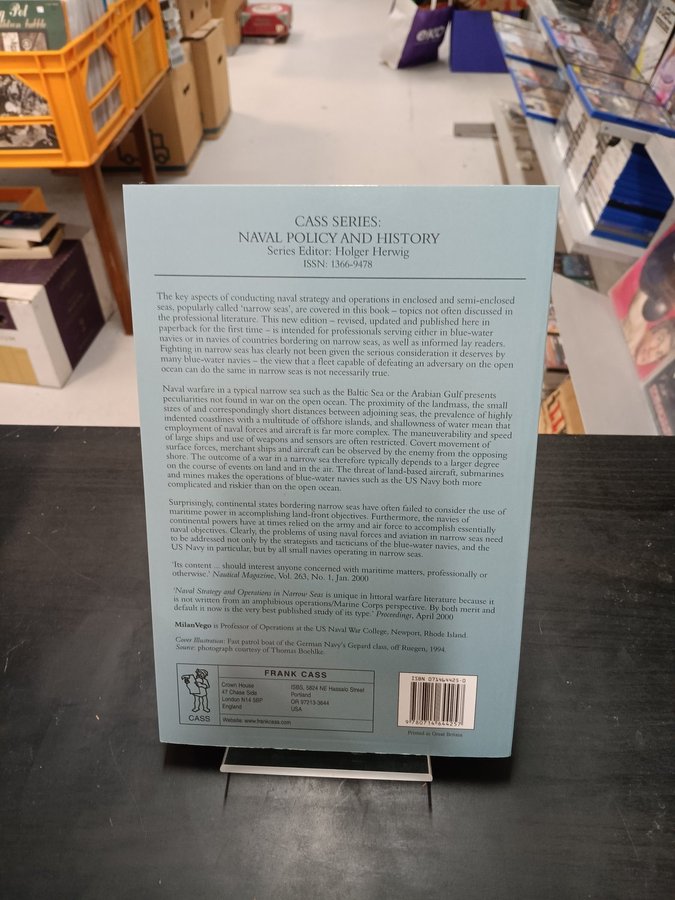 Pel
eko
CASS SERIES:
NAVAL POLICY AND HISTORY
Series Editor: Holger Herwig
ISSN: 1366-9478
The key aspects of conducting naval strategy and operations in enclosed and semi-enclosed
seas, popularly called 'narrow seas', are covered in this book – topics not often discussed in
the professional literature. This new edition – revised, updated and published here in
paperback for the first time – is intended for professionals serving either in blue-water
navies or in navies of countries bordering on narrow seas, as well as informed lay readers.
Fighting in narrow seas has clearly not been given the serious consideration it deserves by
many blue-water navies – the view that a fleet capable of defeating an adversary on the open
ocean can do the same in narrow seas is not necessarily true.
Naval warfare in a typical narrow sea such as the Baltic Sea or the Arabian Gulf presents
peculiarities not found in war on the open ocean. The proximity of the landmass, the small
sizes of and correspondingly short distances between adjoining seas, the prevalence of highly
indented coastlines with a multitude of offshore islands, and shallowness of water mean that
employment of naval forces and aircraft is far more complex. The maneuverability and speed
of large ships and use of weapons and sensors are often restricted. Covert movement of
surface forces, merchant ships and aircraft can be observed by the enemy from the opposing
shore. The outcome of a war in a narrow sea therefore typically depends to a larger degree
on the course of events on land and in the air. The threat of land-based aircraft, submarines
and mines makes the operations of blue-water navies such as the US Navy both more
complicated and riskier than on the open ocean.
Surprisingly, continental states bordering narrow seas have often failed to consider the use of
maritime power in accomplishing land-front objectives. Furthermore, the navies of
continental powers have at times relied on the army and air force to accomplish essentially
naval objectives. Clearly, the problems of using naval forces and aviation in narrow seas need
to be addressed not only by the strategists and tacticians of the blue-water navies, and the
US Navy in particular, but by all small navies operating in narrow seas.
'Its content ... should interest anyone concerned with maritime matters, professionally or
otherwise.' Nautical Magazine, Vol. 263, No. 1, Jan. 2000
'Naval Strategy and Operations in Narrow Seas is unique in littoral warfare literature because it
is not written from an amphibious operations/Marine Corps perspective. By both merit and
default it now is the very best published study of its type.' Proceedings, April 2000
Milan Vego is Professor of Operations at the US Naval War College, Newport, Rhode Island.
Cover Illustration: Fast patrol boat of the German Navy's Gepard class, off Ruegen, 1994.
Source: photograph courtesy of Thomas Boehlke.
FRANK CASS
Crown House
47 Chase Side
London N14 5BP
England
ISBS, 5824 NE Hassalo Street
Portland
OR 97213-3644
USA
CASS
Website: www.frankcass.com
ISBN 0714644250
9 780714 644257
Printed in Great Britain